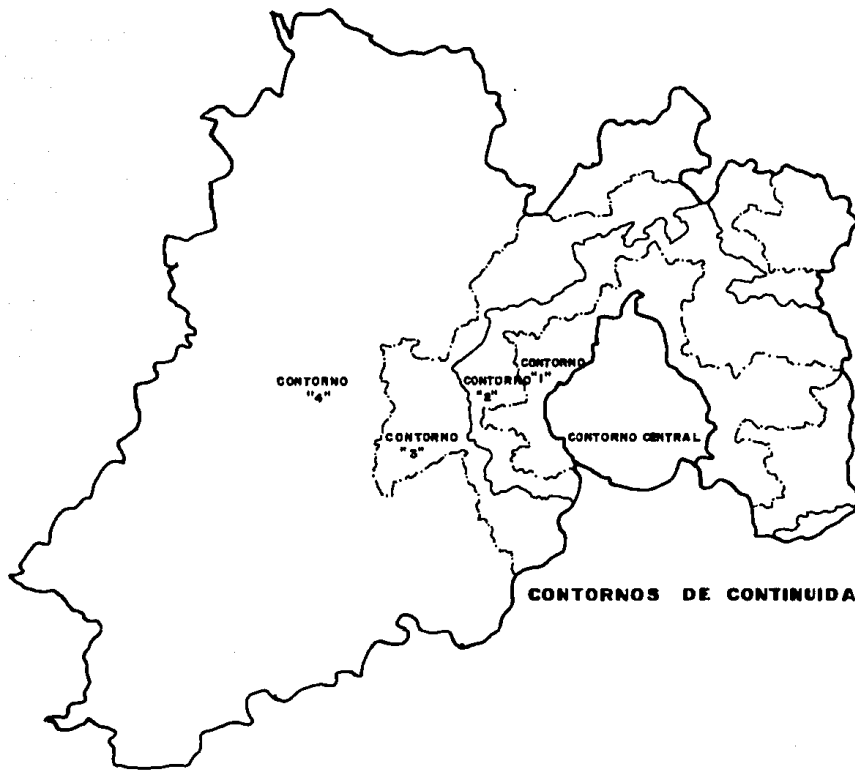 CONTORNO
"4"
CONTORNO
"3"
CONTORNO
"2"
CONTORNO
"1"
CONTORNO CENTRAL
CONTORNOS DE CONTINUIDA